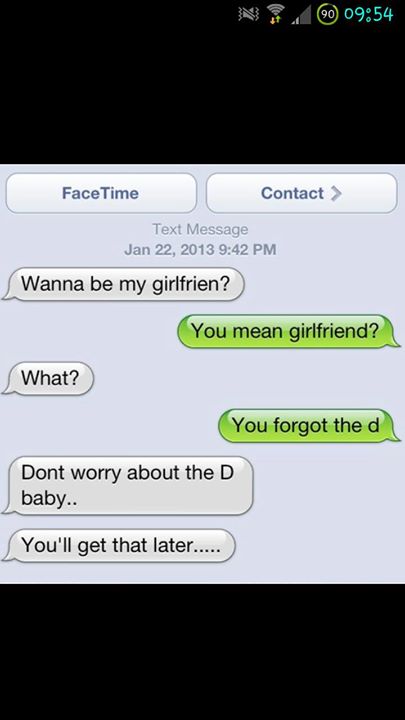 90 09:54
FaceTime
Contact
Text Message
Jan 22, 2013 9:42 PM
Wanna be my girlfrien?
You mean girlfriend?
What?
You forgot the d
Dont worry about the D
baby..
You'll get that later.....